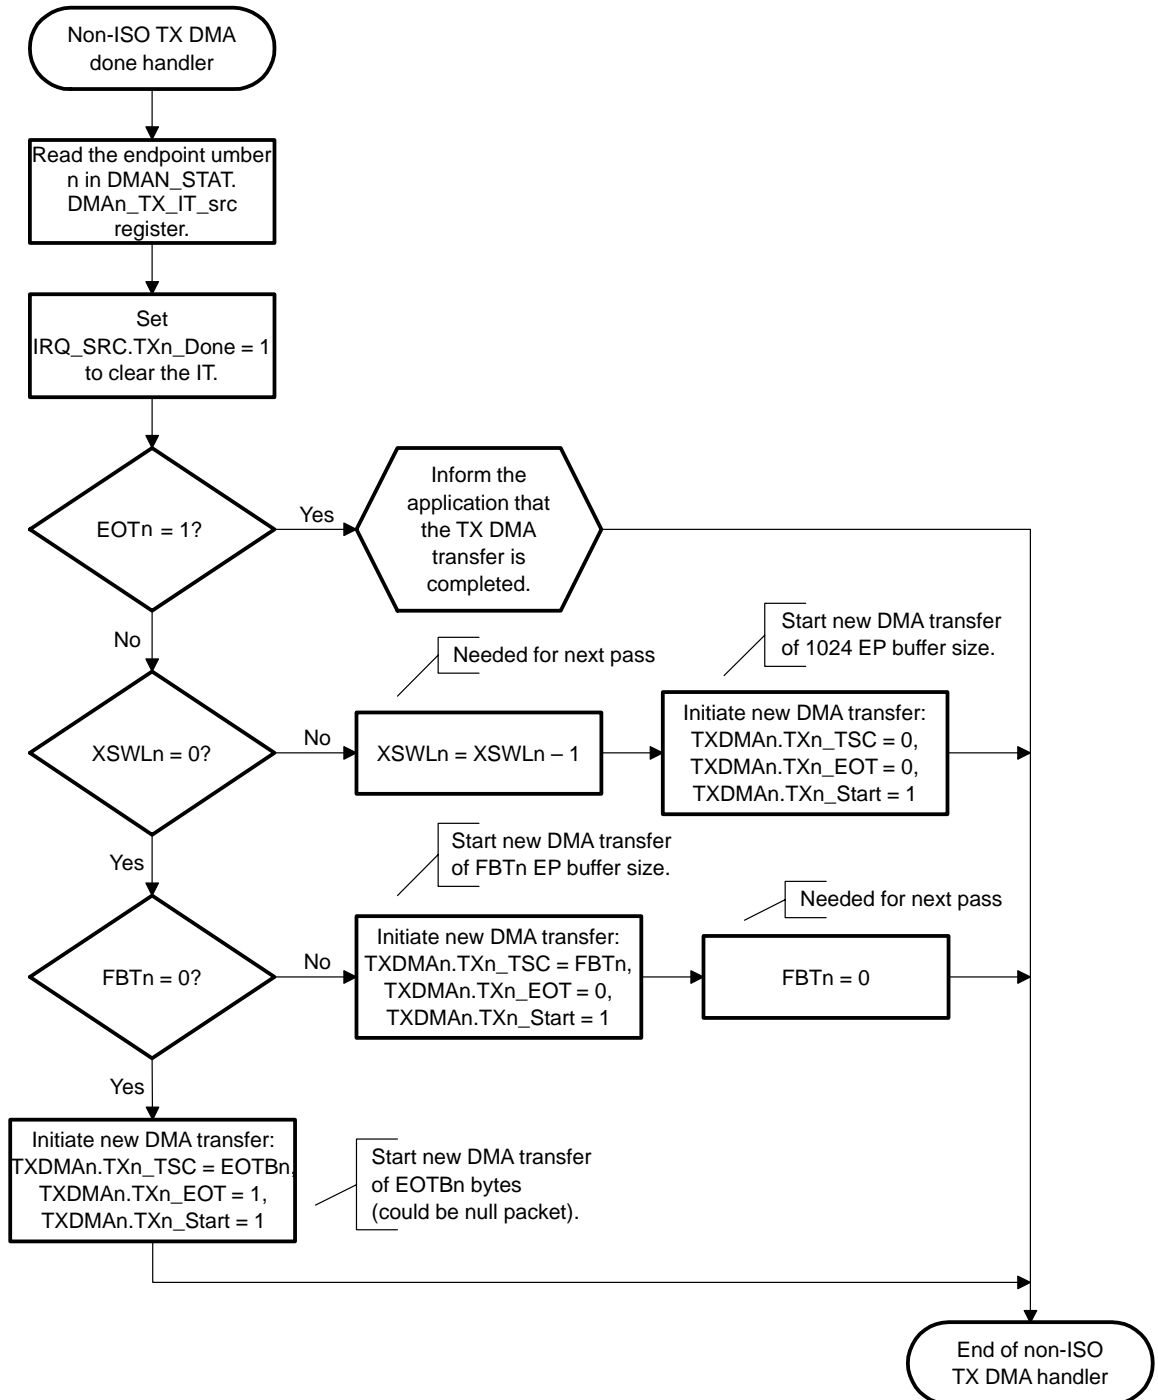 Non-ISO TX DMA
done handler
Read the endpoint umber
n in DMAN_STAT.
DMAn_TX_IT_src
register.
Set
IRQ_SRC.TXn_Done = 1
to clear the IT.
EOTn = 1?
Yes
Inform the
application that
the TX DMA
transfer is
completed.
No
Needed for next pass
Start new DMA transfer
of 1024 EP buffer size.
XSWLn = 0?
No
XSWLn = XSWLn – 1
Initiate new DMA transfer:
TXDMAn.TXn_TSC = 0,
TXDMAn.TXn_EOT = 0,
TXDMAn.TXn_Start = 1
Yes
Start new DMA transfer
of FBTn EP buffer size.
Needed for next pass
FBTn = 0?
No
Initiate new DMA transfer:
TXDMAn.TXn_TSC = FBTn,
TXDMAn.TXn_EOT = 0,
TXDMAn.TXn_Start = 1
FBTn = 0
Yes
Initiate new DMA transfer:
TXDMAn.TXn_TSC = EOTBn,
TXDMAn.TXn_EOT = 1,
TXDMAn.TXn_Start = 1
Start new DMA transfer
of EOTBn bytes
(could be null packet).
End of non-ISO
TX DMA handler